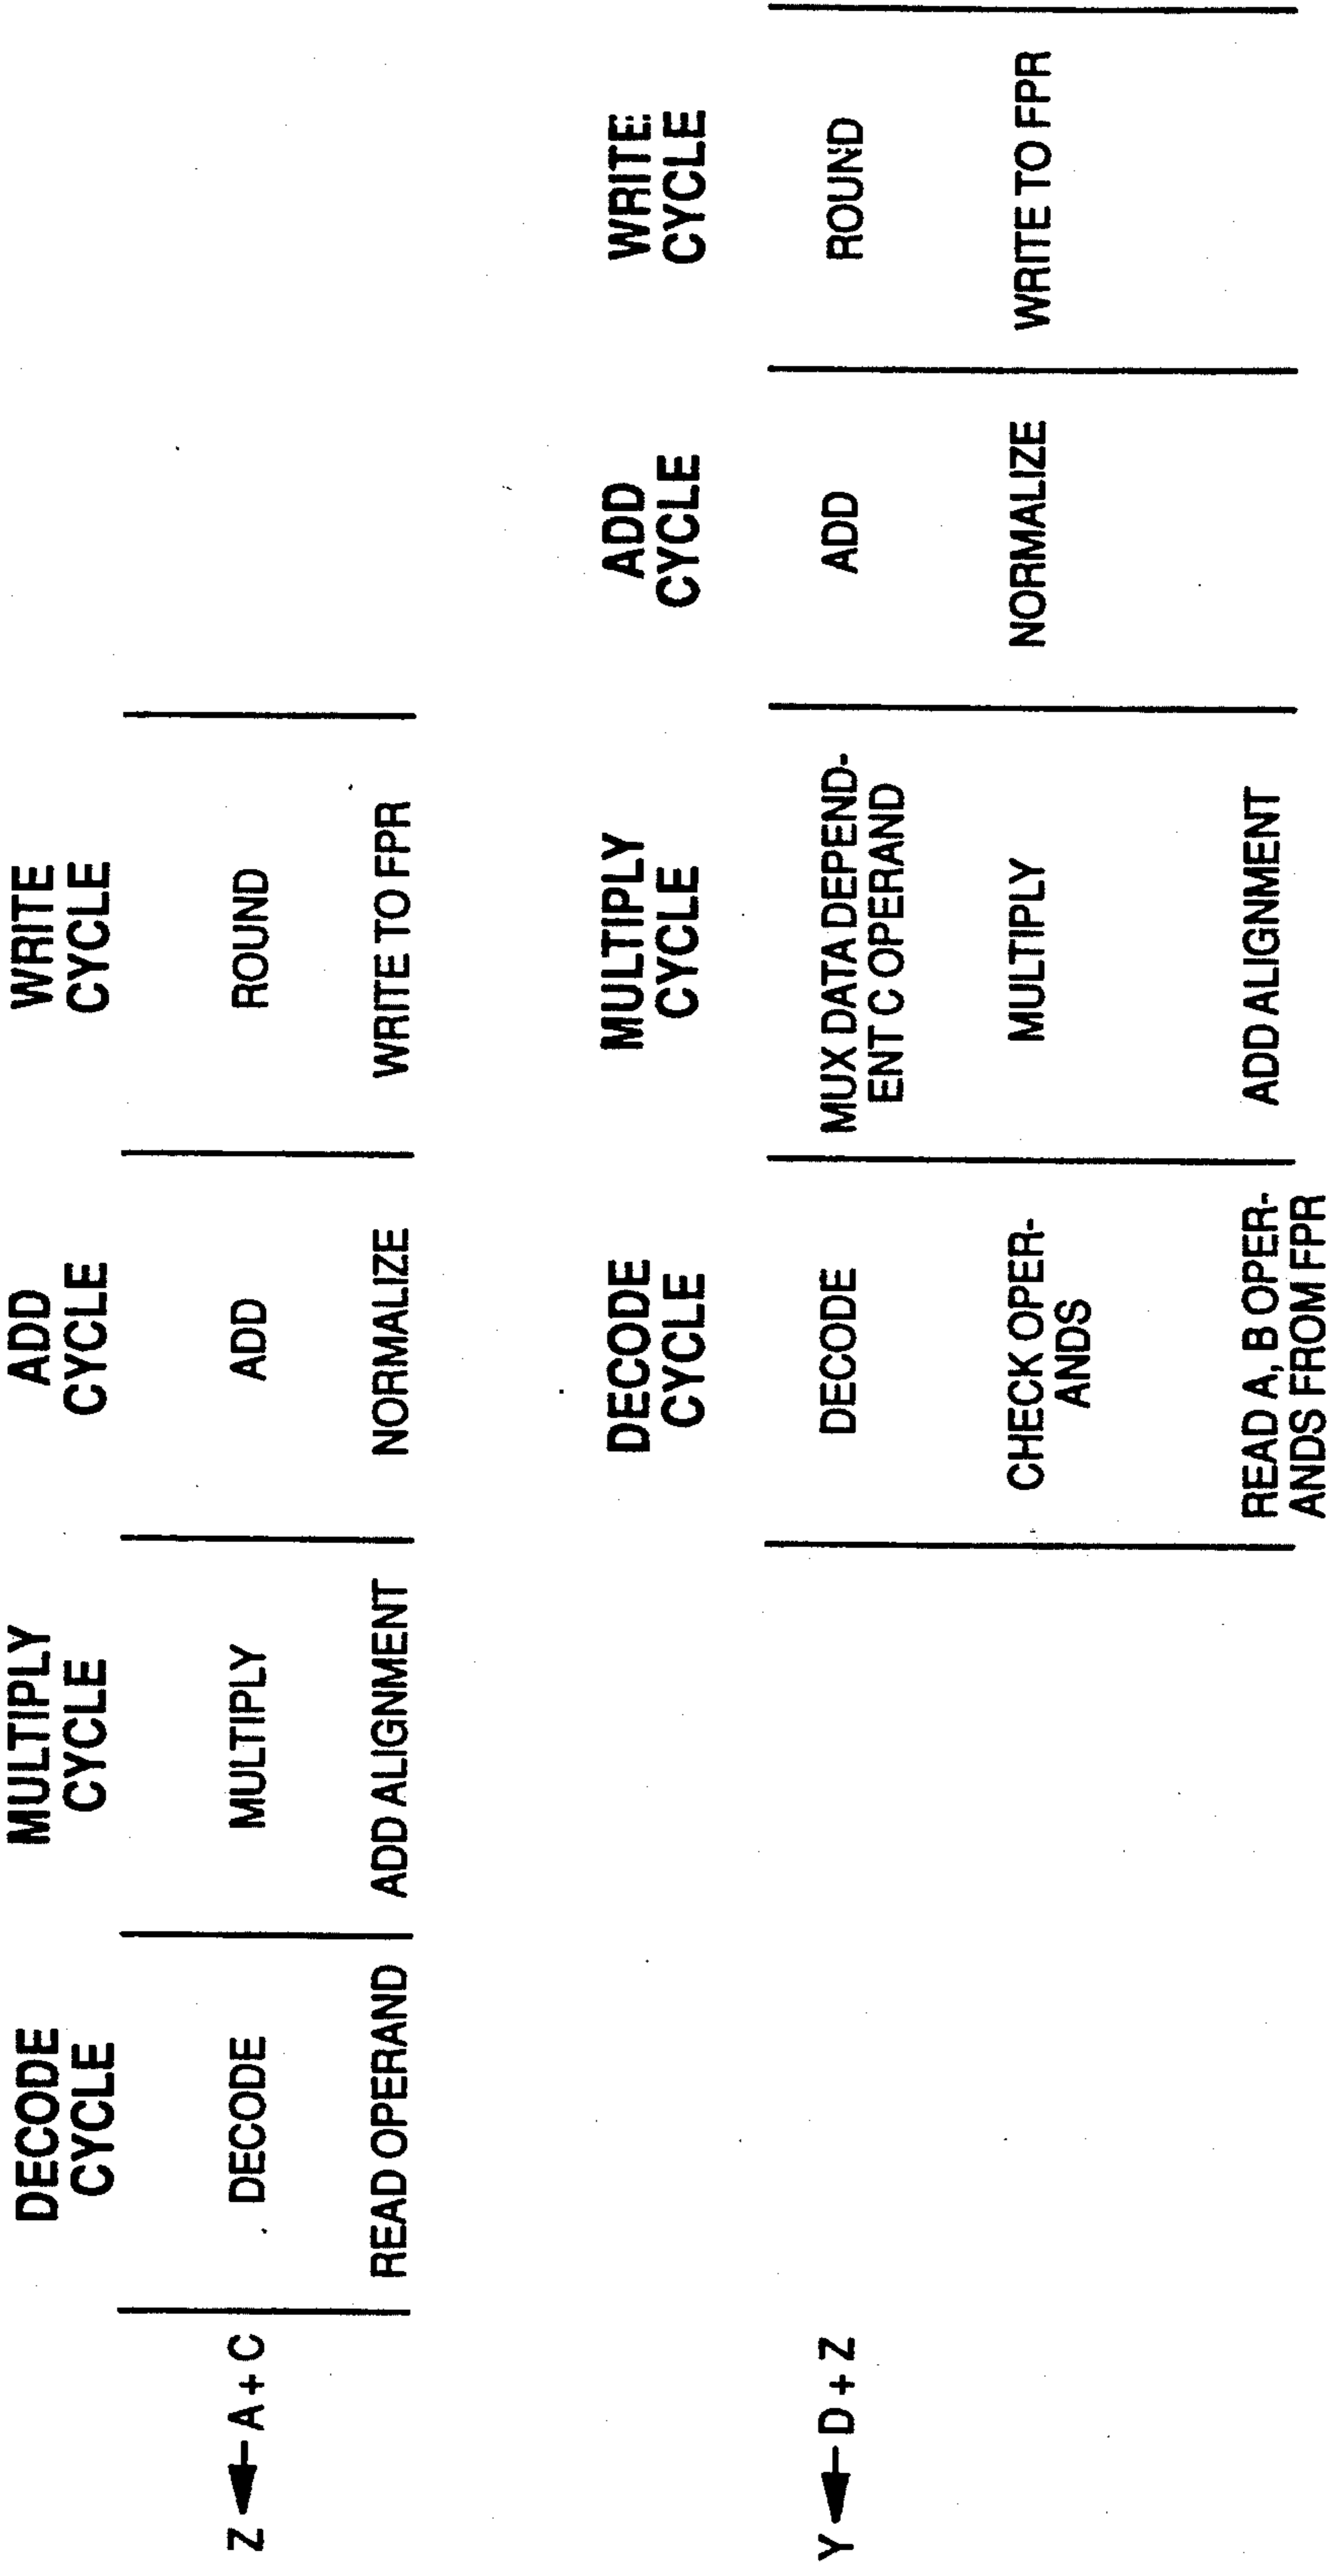 DECODE MULTIPLY ADD WRITE
CYCLE CYCLE CYCLE CYCLE
Z ← A + C DECODE MULTIPLY ADD ROUND
READ OPERAND ADD ALIGNMENT NORMALIZE WRITE TO FPR
DECODE MULTIPLY ADD WRITE
CYCLE CYCLE CYCLE CYCLE
Y ← D + Z DECODE MUX DATA DEPEND- ADD ROUND
ENT C OPERAND
CHECK OPER- MULTIPLY NORMALIZE WRITE TO FPR
ANDS
READ A, B OPER- ADD ALIGNMENT
ANDS FROM FPR